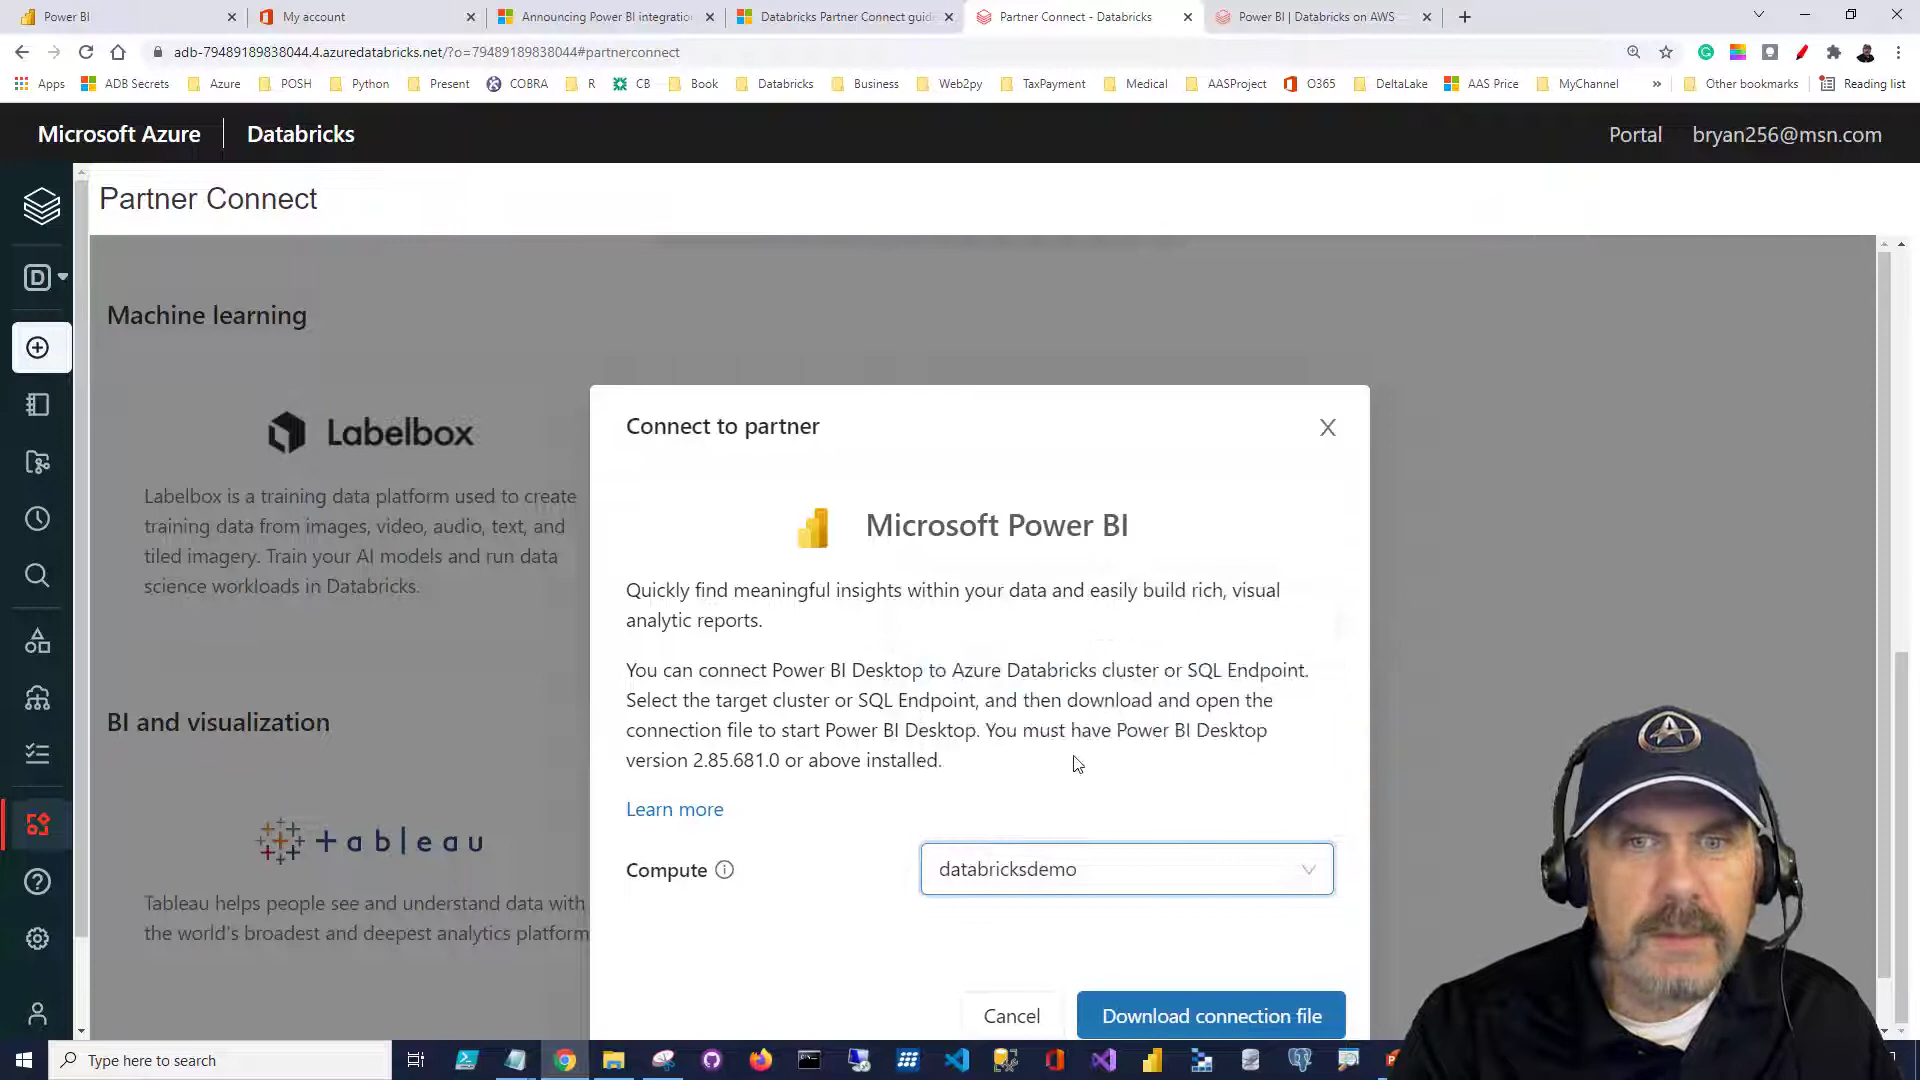 Power BI
My account
Announcing Power BI integratio
Databricks Partner Connect guid
Partner Connect - Databricks
Power BI | Databricks on AWS
adb-79489189838044.4.azuredatabricks.net/?o=79489189838044#partnerconnect
Apps
ADB Secrets
Azure
POSH
Python
Present
COBRA
R
CB
Book
Databricks
Business
Web2py
TaxPayment
Medical
AASProject
O365
DeltaLake
AAS Price
MyChannel
»
Other bookmarks
Reading list
Microsoft Azure
Databricks
Portal
bryan256@msn.com
Partner Connect
D
Machine learning
Labelbox
Labelbox is a training data platform used to create
training data from images, video, audio, text, and
tiled imagery. Train your AI models and run data
science workloads in Databricks.
BI and visualization
+ableau
Tableau helps people see and understand data with
the world's broadest and deepest analytics platform
Connect to partner
X
Microsoft Power BI
Quickly find meaningful insights within your data and easily build rich, visual
analytic reports.
You can connect Power BI Desktop to Azure Databricks cluster or SQL Endpoint.
Select the target cluster or SQL Endpoint, and then download and open the
connection file to start Power BI Desktop. You must have Power BI Desktop
version 2.85.681.0 or above installed.
Learn more
Compute
databricksdemo
Cancel
Download connection file
Type here to search